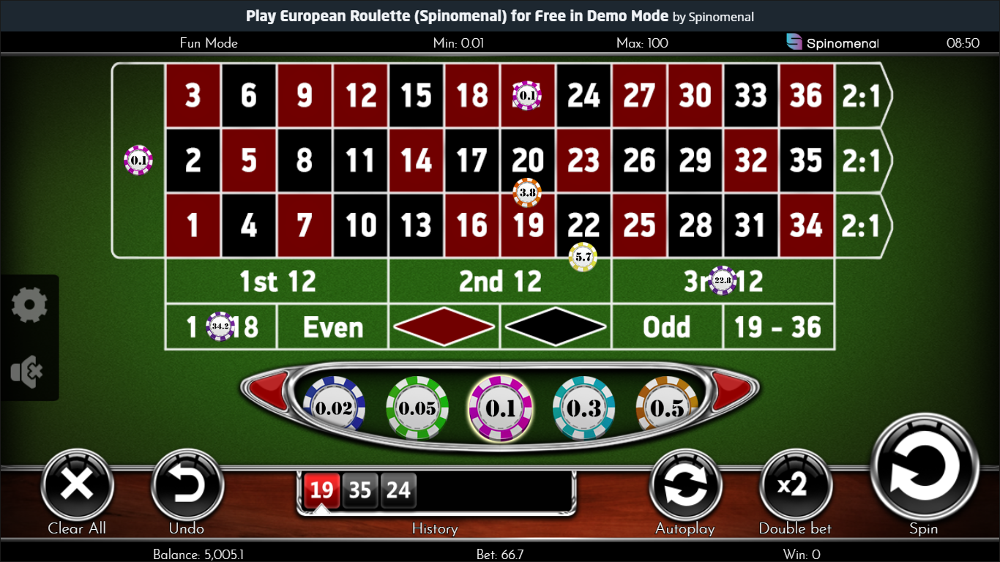 Play European Roulette (Spinomenal) for Free in Demo Mode by Spinomenal
Fun Mode Min: 0.01 Max: 100 Spinomenal 08:50
3 6 9 12 15 18 0.1 24 27 30 33 36 2:1
0.1 2 5 8 11 14 17 20 23 26 29 32 35 2:1
3.8
1 4 7 10 13 16 19 22 25 28 31 34 2:1
5.7
1st 12 2nd 12 3r 22.8 12
1 34.2 18 Even Odd 19 - 36
0.02 0.05 0.1 0.3 0.5
19 35 24
x2
Clear All Undo History Autoplay Double bet Spin
Balance: 5,005.1 Bet: 66.7 Win: 0